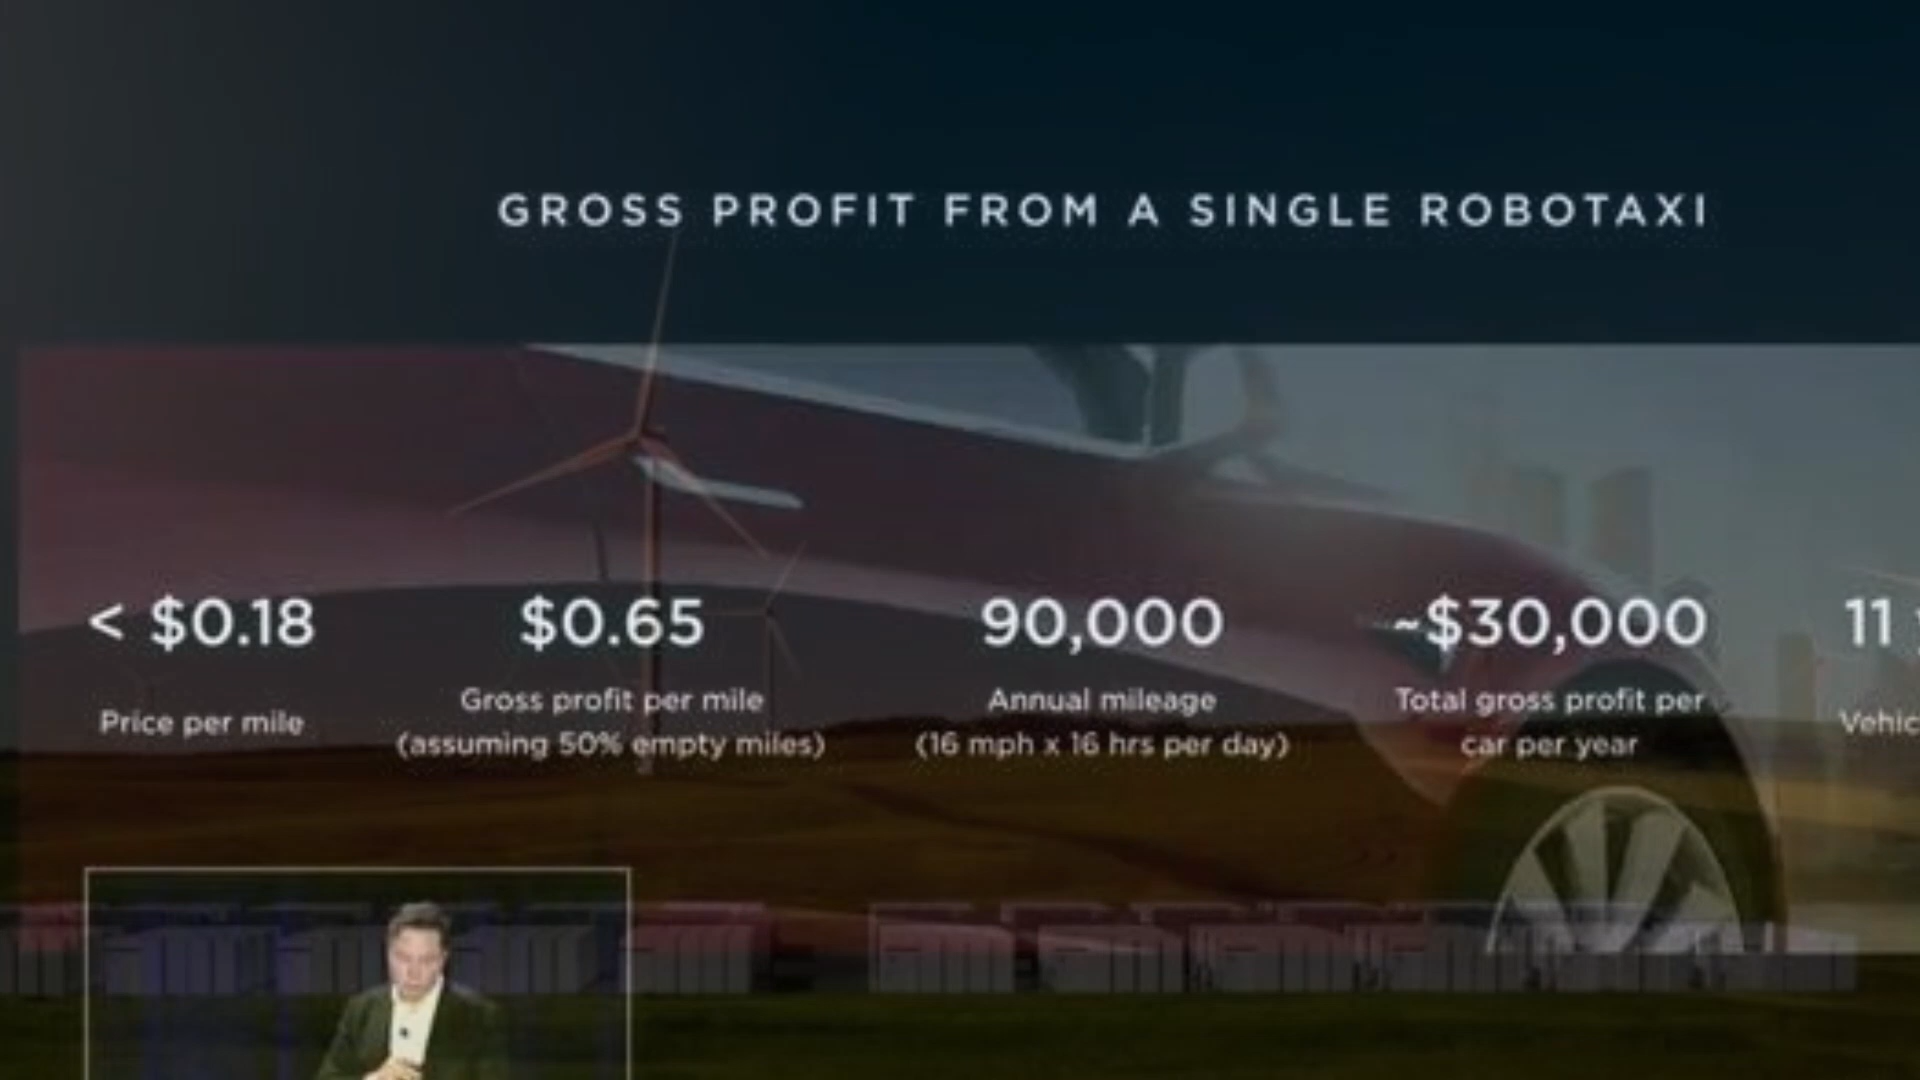 GROSS PROFIT FROM A SINGLE ROBOTAXI
< $0.18
Price per mile
$0.65
Gross profit per mile
(assuming 50% empty miles)
90,000
Annual mileage
(16 mph x 16 hrs per day)
~$30,000
Total gross profit per
car per year
11